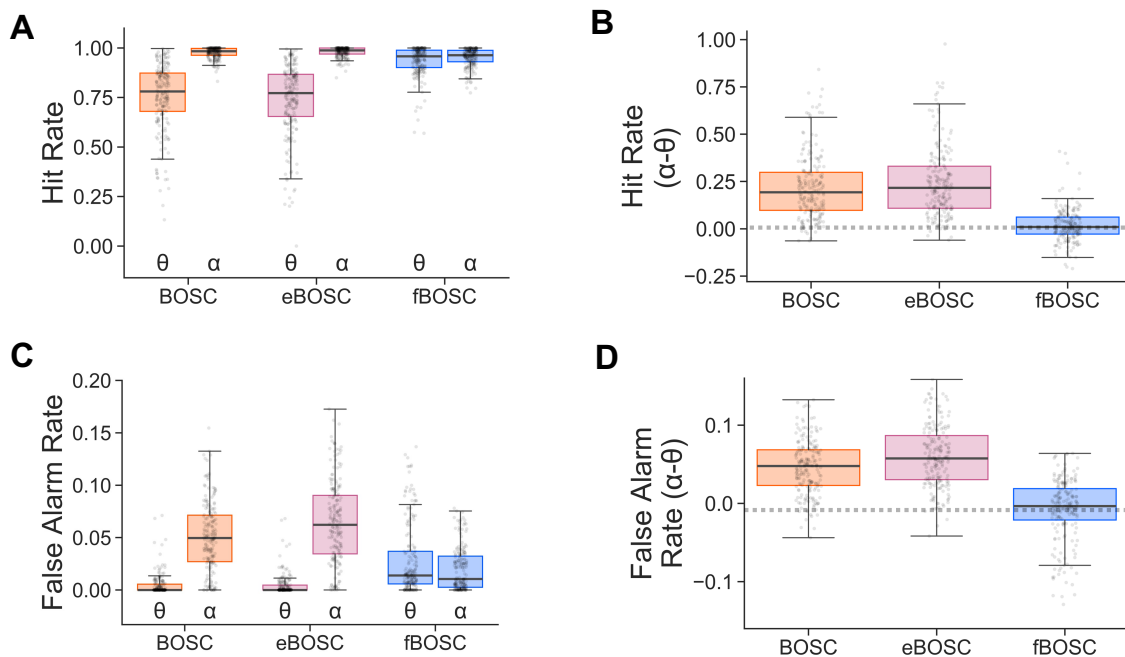 A
Hit Rate
1.00
0.75
0.50
0.25
0.00
θ α θ α θ α
BOSC eBOSC fBOSC
B
Hit Rate
(α-θ)
1.00
0.75
0.50
0.25
0.00
−0.25
BOSC eBOSC fBOSC
C
False Alarm Rate
0.20
0.15
0.10
0.05
0.00
θ α θ α θ α
BOSC eBOSC fBOSC
D
False Alarm
Rate (α-θ)
0.1
0.0
−0.1
BOSC eBOSC fBOSC